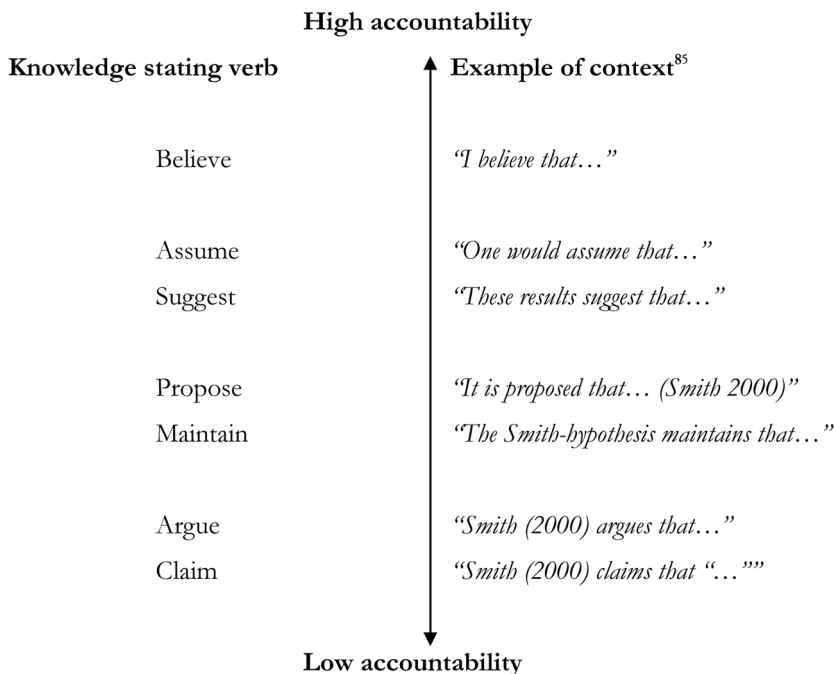 High accountability
Knowledge stating verb Example of context85
Believe “I believe that…”
Assume “One would assume that…”
Suggest “These results suggest that…”
Propose “It is proposed that… (Smith 2000)”
Maintain “The Smith-hypothesis maintains that…”
Argue “Smith (2000) argues that…”
Claim “Smith (2000) claims that “…””
Low accountability